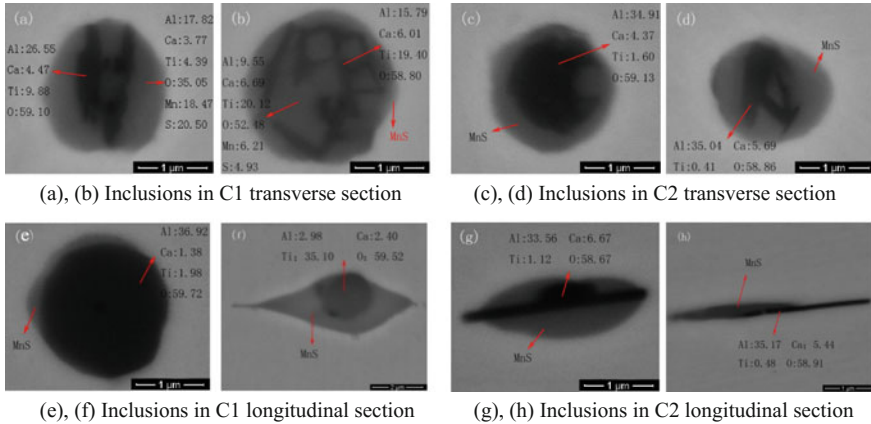 (a)
Al:26.55
Ca:4.47
Ti:9.88
O:59.10
Al:17.82
Ca:3.77
Ti:4.39
O:35.05
Mn:18.47
S:20.50
1 μm
(b)
Al:9.55
Ca:6.69
Ti:20.12
O:52.48
Mn:6.21
S:4.93
Al:15.79
Ca:6.01
Ti:19.40
O:58.80
MnS
1 μm
(c)
Al:34.91
Ca:4.37
Ti:1.60
O:59.13
MnS
1 μm
(d)
MnS
Al:35.04 Ca:5.69
Ti:0.41 O:58.86
1 μm
(a), (b) Inclusions in C1 transverse section
(c), (d) Inclusions in C2 transverse section
(e)
Al:36.92
Ca:1.38
Ti:1.98
O:59.72
MnS
1 μm
(f)
Al:2.98 Ca:2.40
Ti: 35.10 O: 59.52
MnS
2 μm
(g)
Al:33.56 Ca:6.67
Ti:1.12 O:58.67
MnS
1 μm
(h)
MnS
Al:35.17 Ca: 5.44
Ti:0.48 O:58.91
1 μm
(e), (f) Inclusions in C1 longitudinal section
(g), (h) Inclusions in C2 longitudinal section